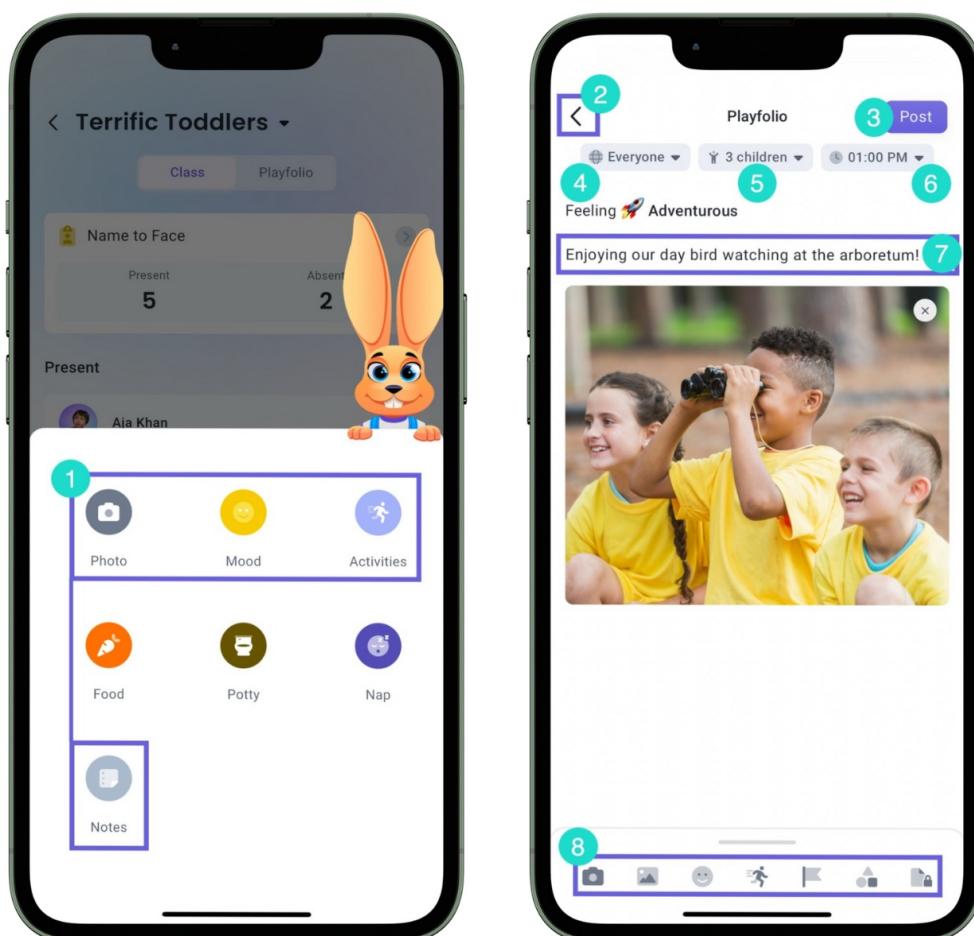 Terrific Toddlers
Class Playfolio
Name to Face
Present Absent
5 2
Present
Aja Khan
1
Photo Mood Activities
Food Potty Nap
Notes
2
Playfolio
3 Post
Everyone 3 children 01:00 PM
4 5 6
Feeling Adventurous
Enjoying our day bird watching at the arboretum! 7
8